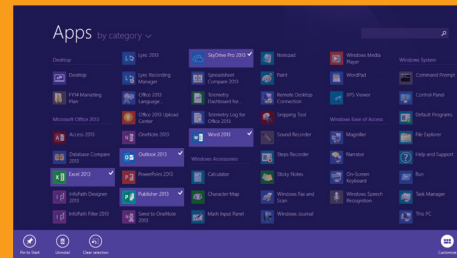 Apps by category
Desktop
Desktop
FY14 Marketing
Plan
Microsoft Office 2013
Access 2013
Database Compare
2013
Excel 2013
InfoPath Designer
2013
InfoPath Filler 2013
Lync 2013
Lync Recording
Manager
Office 2013
Language...
Office 2013 Upload
Center
OneNote 2013
Outlook 2013
PowerPoint 2013
Publisher 2013
Send to OneNote
2013
SkyDrive Pro 2013
Spreadsheet
Compare 2013
Telemetry
Dashboard for...
Telemetry Log for
Office 2013
Word 2013
Windows Accessories
Calculator
Character Map
Math Input Panel
Notepad
Paint
Remote Desktop
Connection
Snipping Tool
Sound Recorder
Steps Recorder
Sticky Notes
Windows Fax and
Scan
Windows Journal
Windows Media
Player
WordPad
XPS Viewer
Windows Ease of Access
Magnifier
Narrator
On-Screen
Keyboard
Windows Speech
Recognition
Windows System
Command Prompt
Control Panel
Default Programs
File Explorer
Help and Support
Run
Task Manager
This PC
Pin to Start
Uninstall
Clear selection
Customize